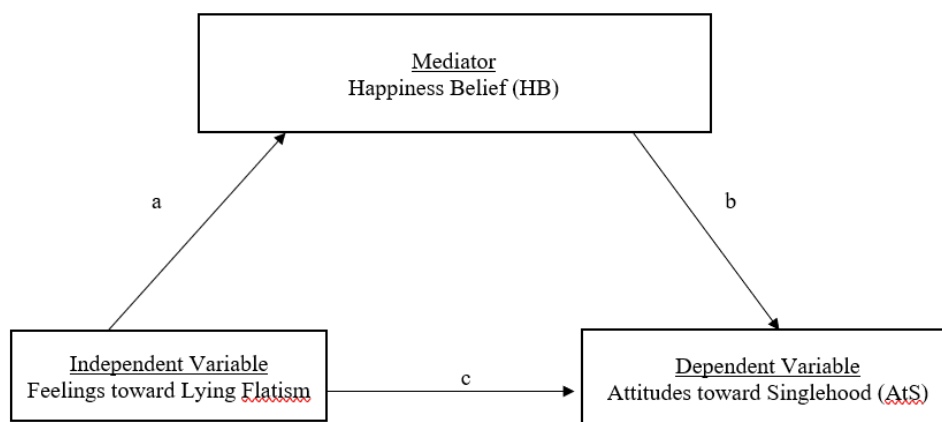 Mediator
Happiness Belief (HB)
a
b
Independent Variable
Feelings toward Lying Flatism
c
Dependent Variable
Attitudes toward Singlehood (AtS)